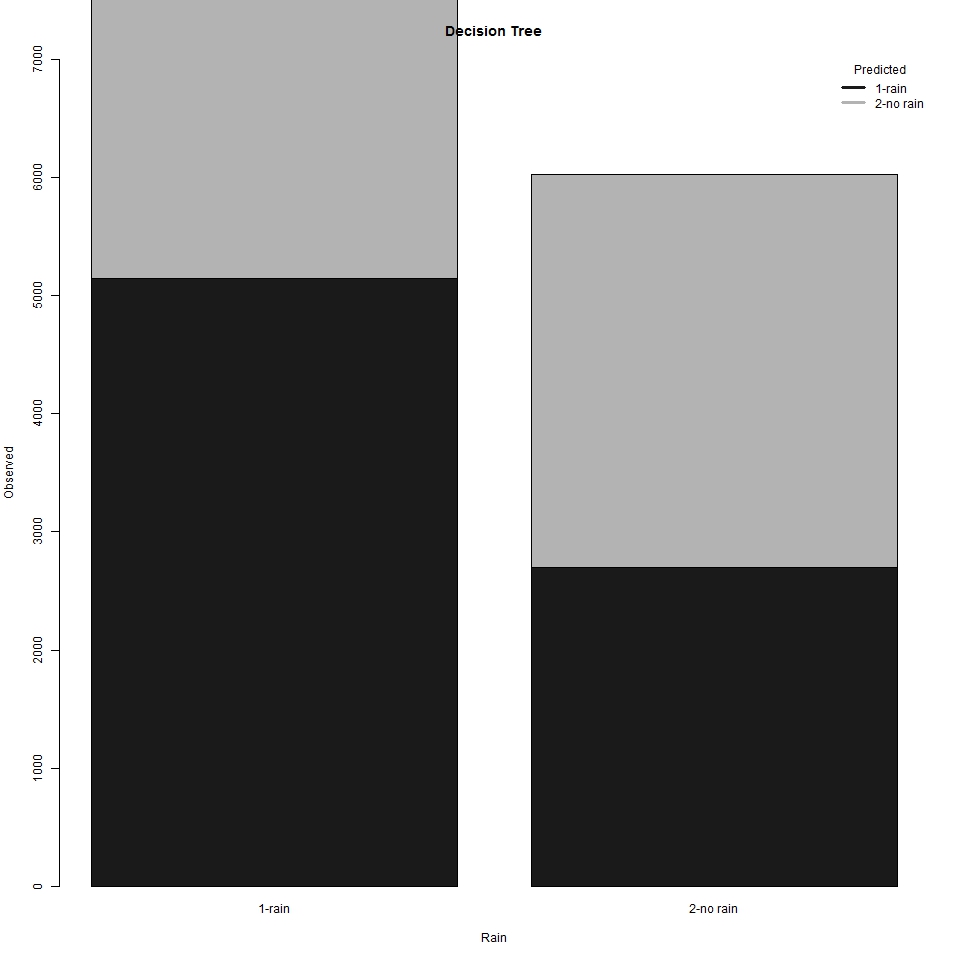 Decision Tree
Predicted
1-rain
2-no rain
7000
6000
5000
4000
3000
2000
1000
0
Observed
1-rain
2-no rain
Rain